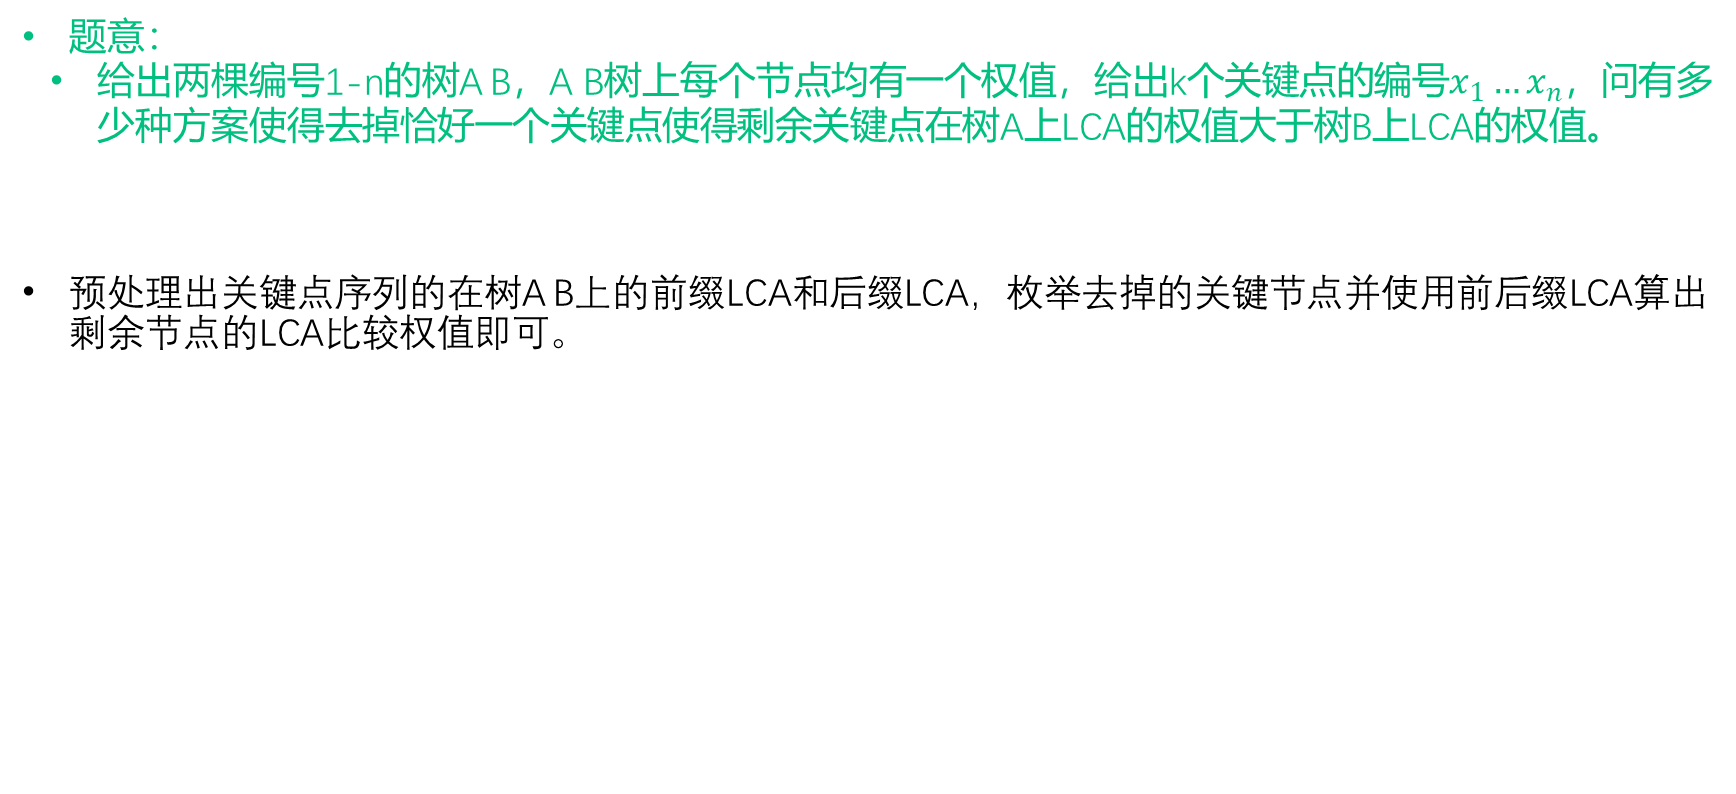 • 题意：
• 给出两棵编号1-n的树A B，A B树上每个节点均有一个权值，给出k个关键点的编号𝑥₁ … 𝑥ₙ，问有多
少种方案使得去掉恰好一个关键点使得剩余关键点在树A上LCA的权值大于树B上LCA的权值。
• 预处理出关键点序列的在树A B上的前缀LCA和后缀LCA，枚举去掉的关键节点并使用前后缀LCA算出
剩余节点的LCA比较权值即可。